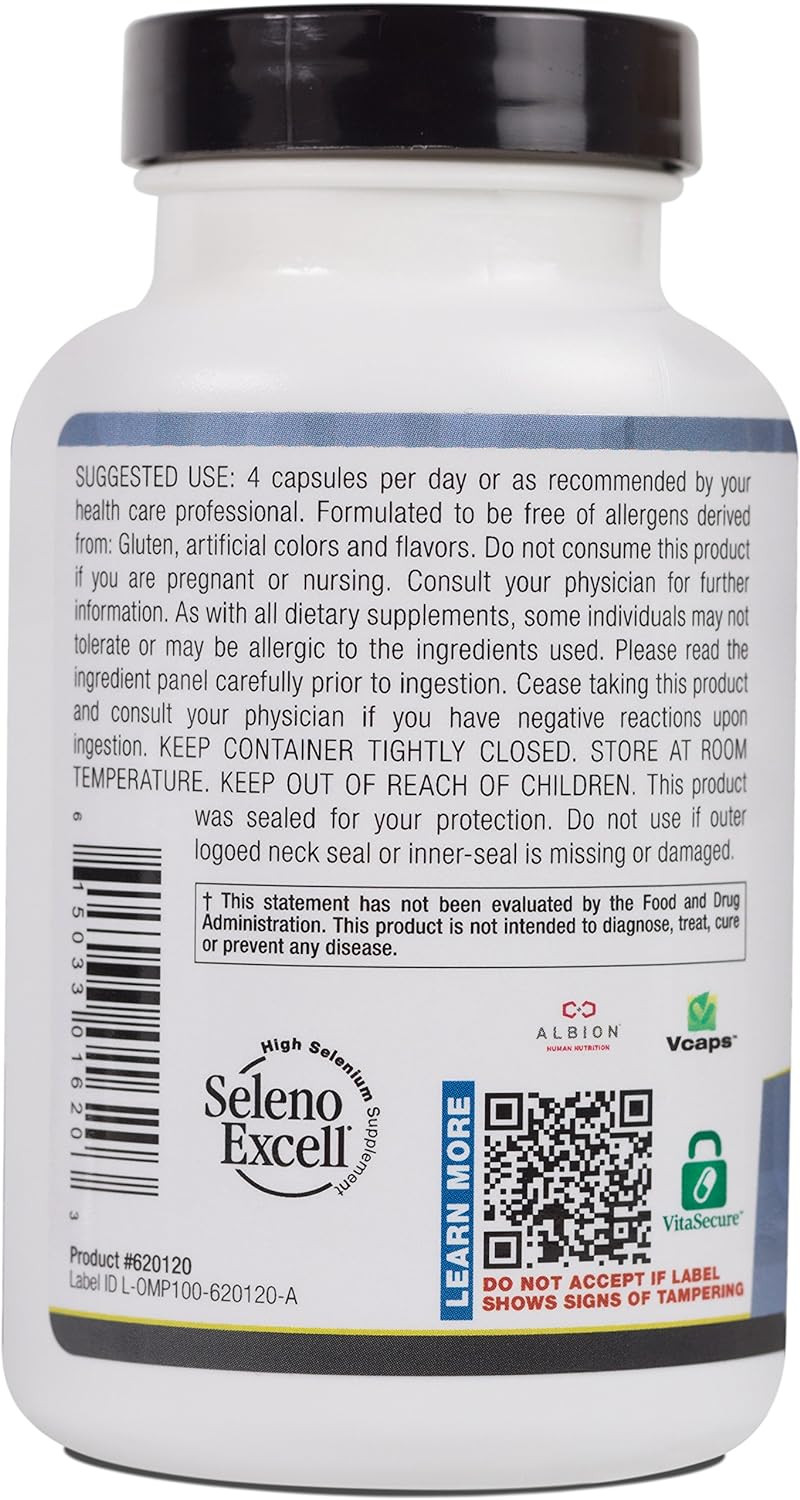 SUGGESTED USE: 4 capsules per day or as recommended by your
health care professional. Formulated to be free of allergens derived
from: Gluten, artificial colors and flavors. Do not consume this product
if you are pregnant or nursing. Consult your physician for further
information. As with all dietary supplements, some individuals may not
tolerate or may be allergic to the ingredients used. Please read the
ingredient panel carefully prior to ingestion. Cease taking this product
and consult your physician if you have negative reactions upon
ingestion. KEEP CONTAINER TIGHTLY CLOSED. STORE AT ROOM
TEMPERATURE. KEEP OUT OF REACH OF CHILDREN. This product
was sealed for your protection. Do not use if outer
logoed neck seal or inner-seal is missing or damaged.
† This statement has not been evaluated by the Food and Drug
Administration. This product is not intended to diagnose, treat, cure
or prevent any disease.
6 15033 01620 3
High Selenium Supplement
Seleno
Excell®
ALBION®
HUMAN NUTRITION
Vcaps™
LEARN MORE
VitaSecure™
DO NOT ACCEPT IF LABEL
SHOWS SIGNS OF TAMPERING
Product #620120
Label ID L-OMP100-620120-A